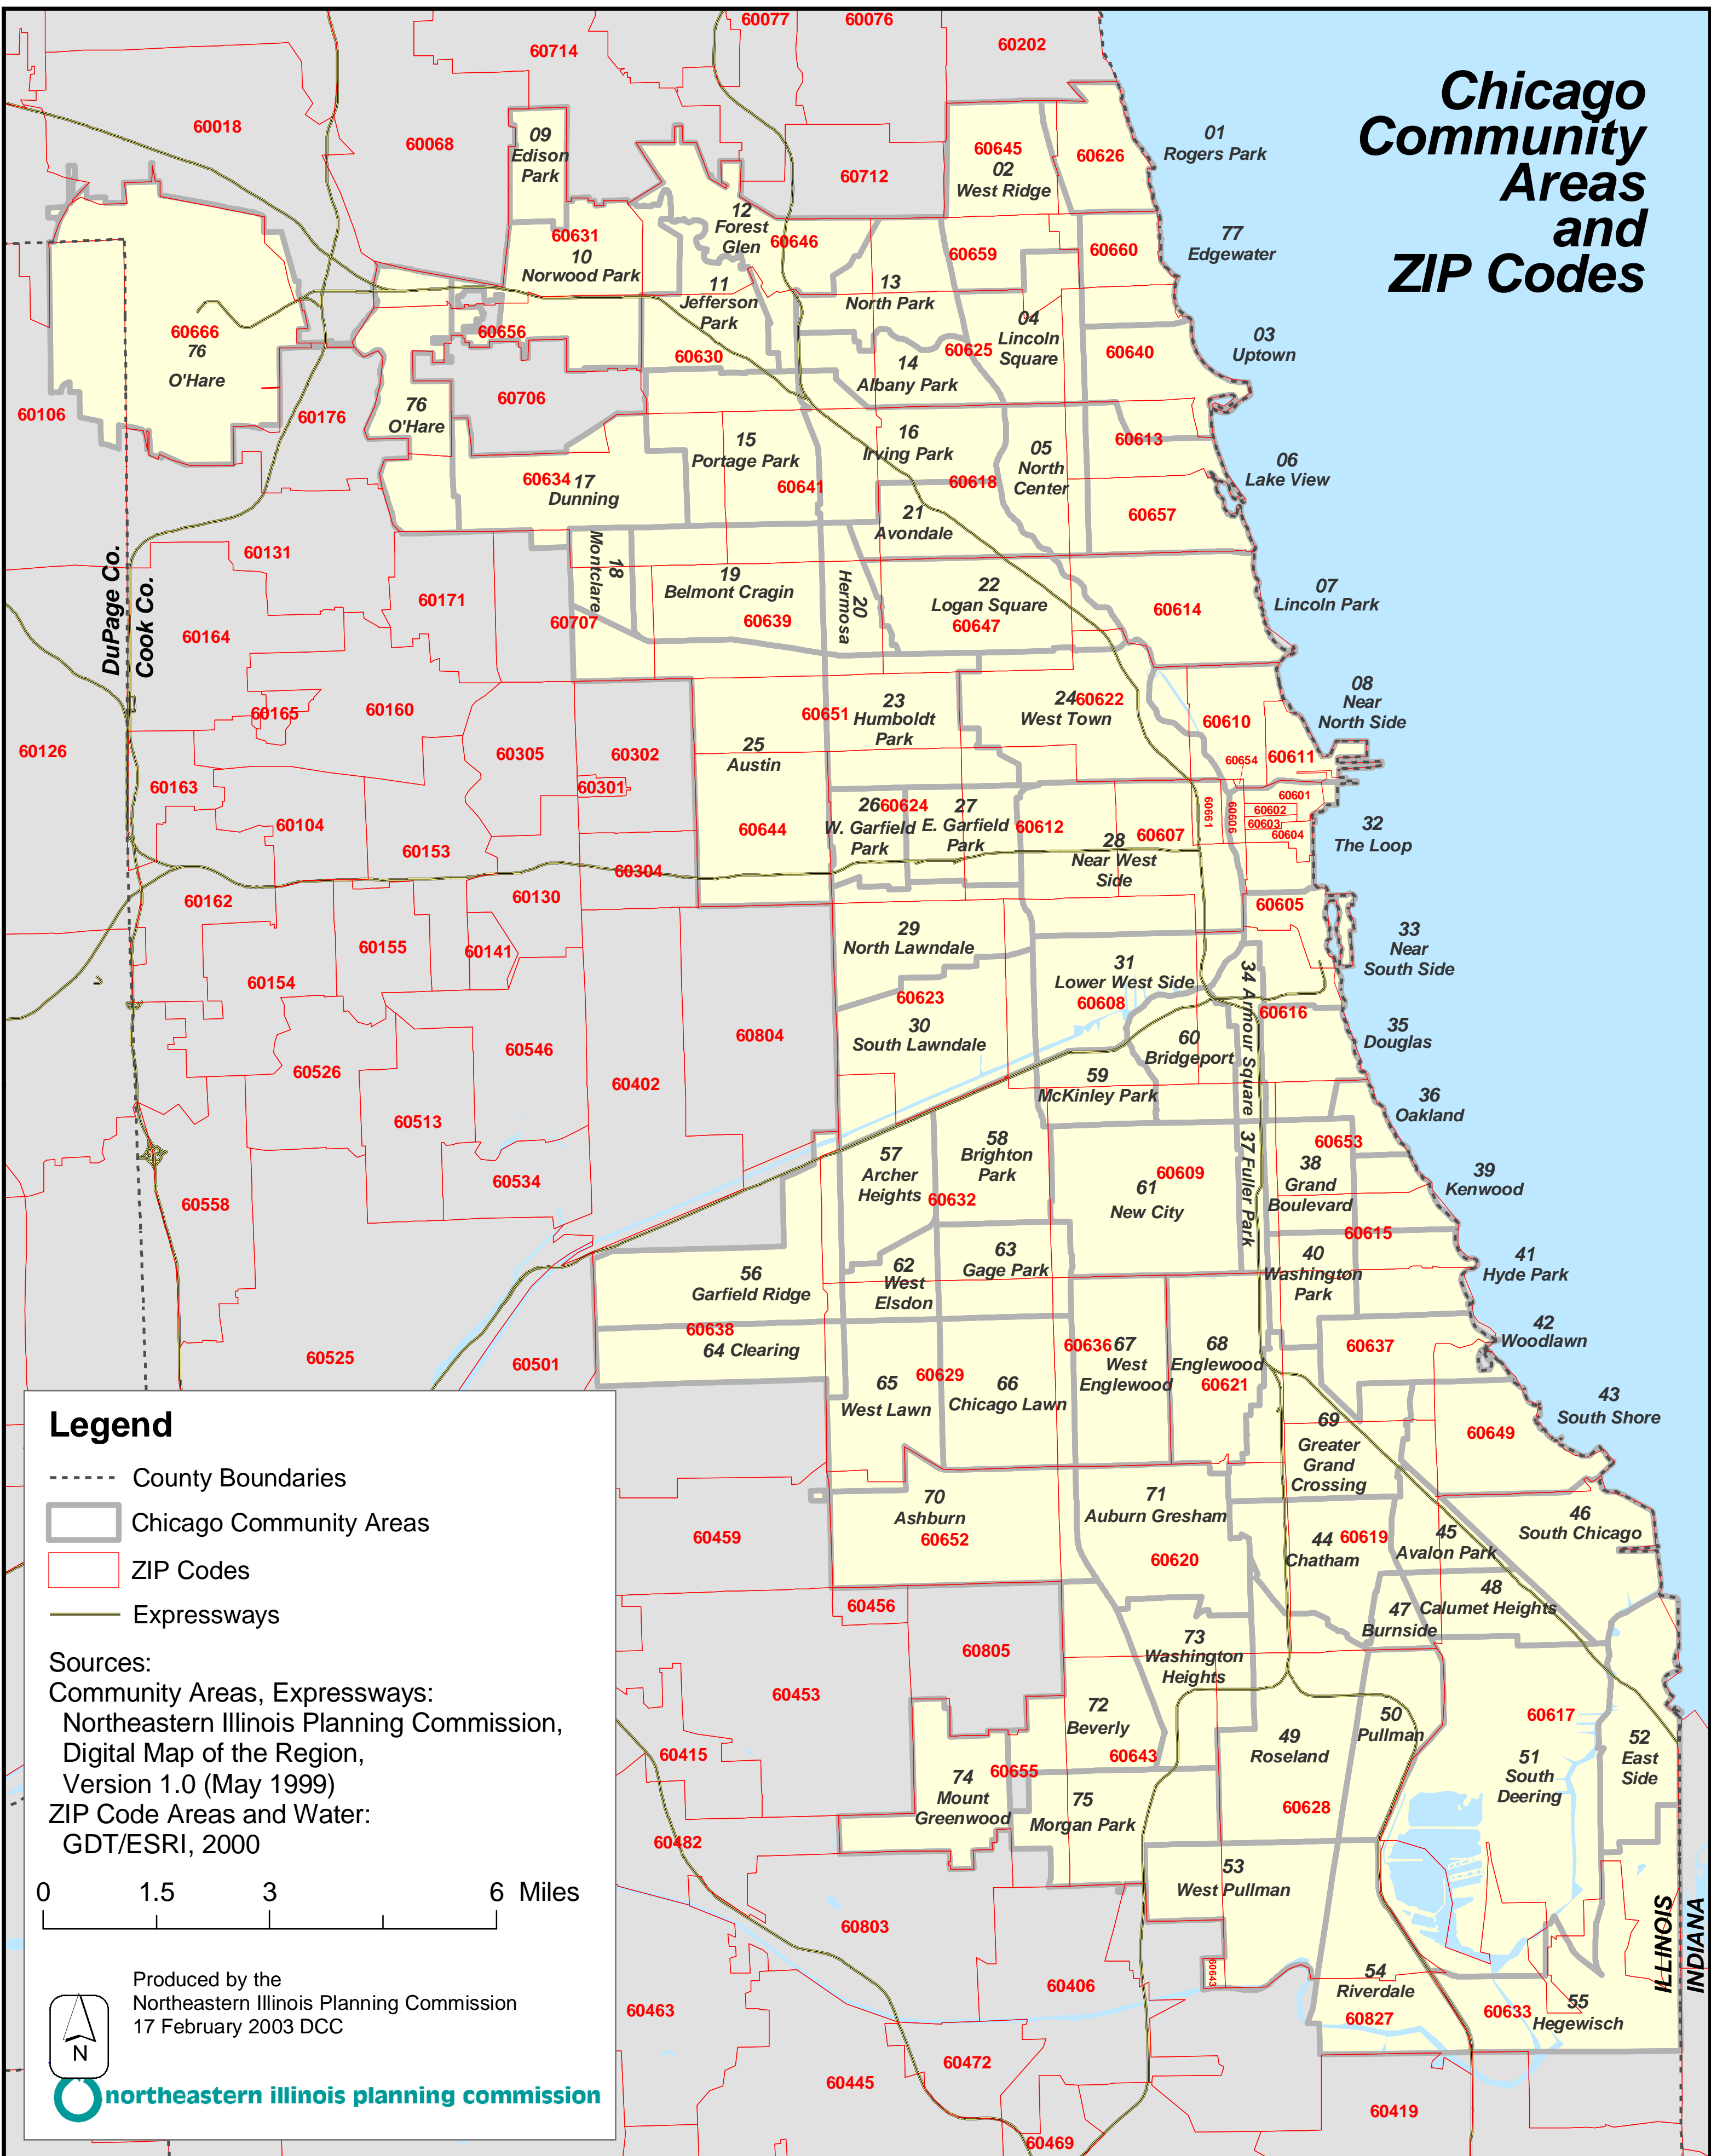 Chicago
Community
Areas
and
ZIP Codes
60077
60076
60202
60714
60018
60068
09
Edison
Park
60712
60645
02
West Ridge
60626
01
Rogers Park
12
Forest
Glen
60646
60631
10
Norwood Park
60659
60660
77
Edgewater
11
Jefferson
Park
13
North Park
60666
76
O'Hare
60656
04
Lincoln
Square
03
Uptown
60630
60625
60640
14
Albany Park
60106
60176
76
O'Hare
60706
15
Portage Park
16
Irving Park
05
North
Center
60613
06
Lake View
60634
17
Dunning
60641
60618
60657
21
Avondale
60131
18
Montclare
19
Belmont Cragin
20
Hermosa
22
Logan Square
60647
07
Lincoln Park
60614
DuPage Co.
Cook Co.
60171
60164
60707
60639
60165
60160
60651
23
Humboldt
Park
24
60622
West Town
60610
08
Near
North Side
60126
60305
60302
25
Austin
60654
60611
60163
60301
60104
60153
60644
26
60624
W. Garfield
Park
27
E. Garfield
Park
60612
60607
60661
60606
60601
60602
60603
60604
32
The Loop
28
Near West
Side
60304
60162
60130
60605
60155
60141
29
North Lawndale
33
Near
South Side
60154
31
Lower West Side
60608
60623
30
South Lawndale
34 Armour Square
60616
35
Douglas
60804
60546
60526
60402
60
Bridgeport
59
McKinley Park
36
Oakland
60513
60653
57
Archer
Heights
58
Brighton
Park
37 Fuller Park
38
Grand
Boulevard
39
Kenwood
60534
60558
60632
60609
61
New City
60615
56
Garfield Ridge
62
West
Elsdon
63
Gage Park
40
Washington
Park
41
Hyde Park
60638
64 Clearing
60636
67
West
Englewood
68
Englewood
60621
60637
42
Woodlawn
60525
60501
65
West Lawn
60629
66
Chicago Lawn
43
South Shore
60649
69
Greater
Grand
Crossing
60459
70
Ashburn
60652
71
Auburn Gresham
60620
44
Chatham
60619
45
Avalon Park
46
South Chicago
60456
47
Burnside
48
Calumet Heights
60805
73
Washington
Heights
60453
72
Beverly
60643
49
Roseland
50
Pullman
60617
51
South
Deering
52
East
Side
60415
60655
74
Mount
Greenwood
75
Morgan Park
60628
60482
53
West Pullman
60803
ILLINOIS
INDIANA
60406
60643
54
Riverdale
60827
60633
55
Hegewisch
60463
60472
60445
60419
60469
Legend
County Boundaries
Chicago Community Areas
ZIP Codes
Expressways
Sources:
Community Areas, Expressways:
Northeastern Illinois Planning Commission,
Digital Map of the Region,
Version 1.0 (May 1999)
ZIP Code Areas and Water:
GDT/ESRI, 2000
0 1.5 3 6 Miles
Produced by the
Northeastern Illinois Planning Commission
17 February 2003 DCC
N
northeastern illinois planning commission